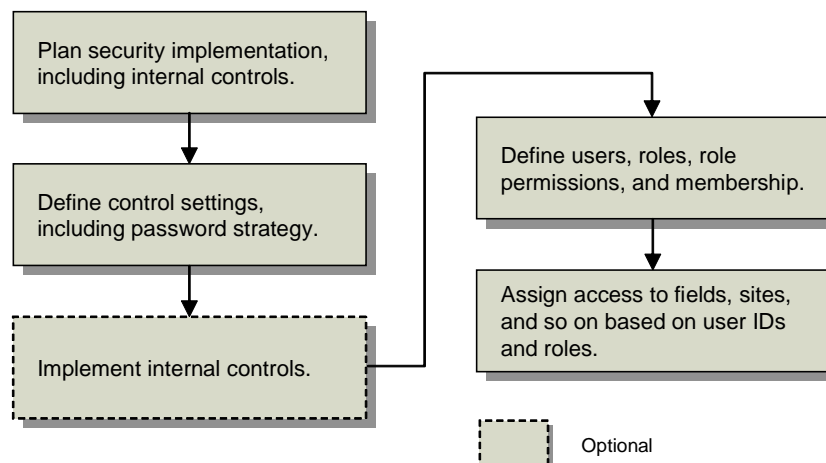 Plan security implementation,
including internal controls.
Define control settings,
including password strategy.
Implement internal controls.
Define users, roles, role
permissions, and membership.
Assign access to fields, sites,
and so on based on user IDs
and roles.
Optional